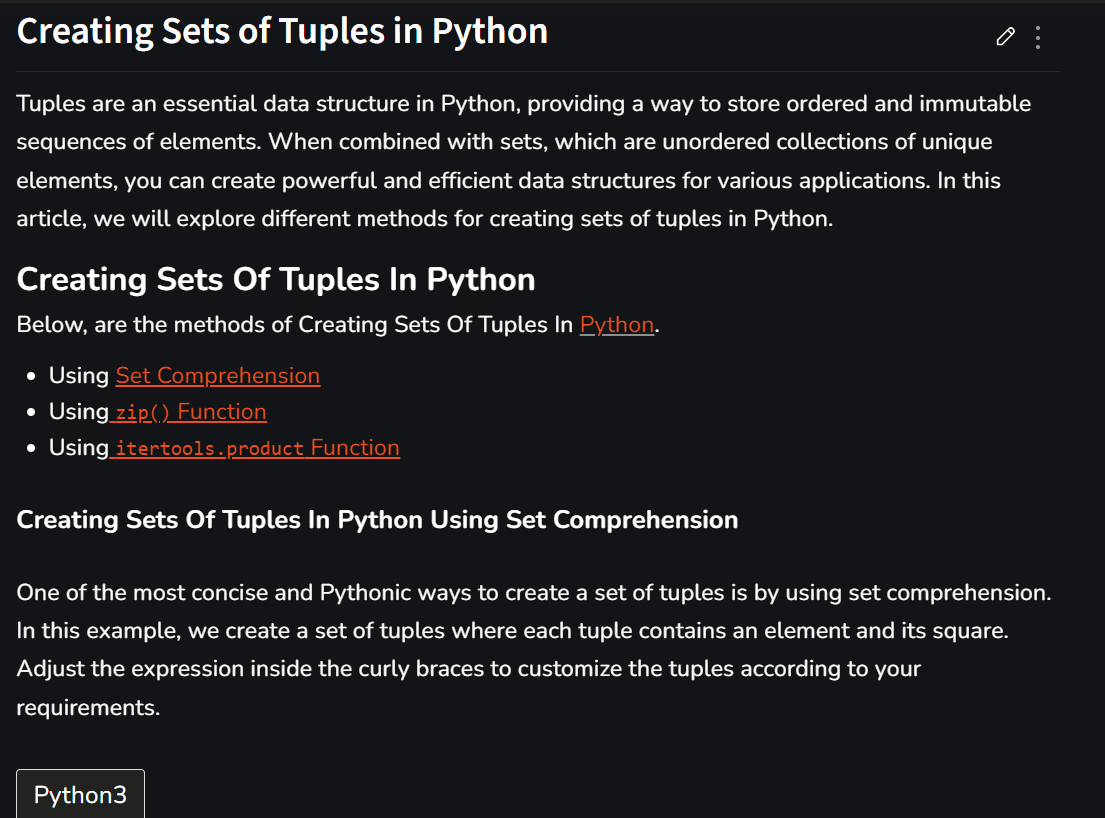 Creating Sets of Tuples in Python
Tuples are an essential data structure in Python, providing a way to store ordered and immutable
sequences of elements. When combined with sets, which are unordered collections of unique
elements, you can create powerful and efficient data structures for various applications. In this
article, we will explore different methods for creating sets of tuples in Python.
Creating Sets Of Tuples In Python
Below, are the methods of Creating Sets Of Tuples In Python.
• Using Set Comprehension
• Using zip() Function
• Using itertools.product Function
Creating Sets Of Tuples In Python Using Set Comprehension
One of the most concise and Pythonic ways to create a set of tuples is by using set comprehension.
In this example, we create a set of tuples where each tuple contains an element and its square.
Adjust the expression inside the curly braces to customize the tuples according to your
requirements.
Python3